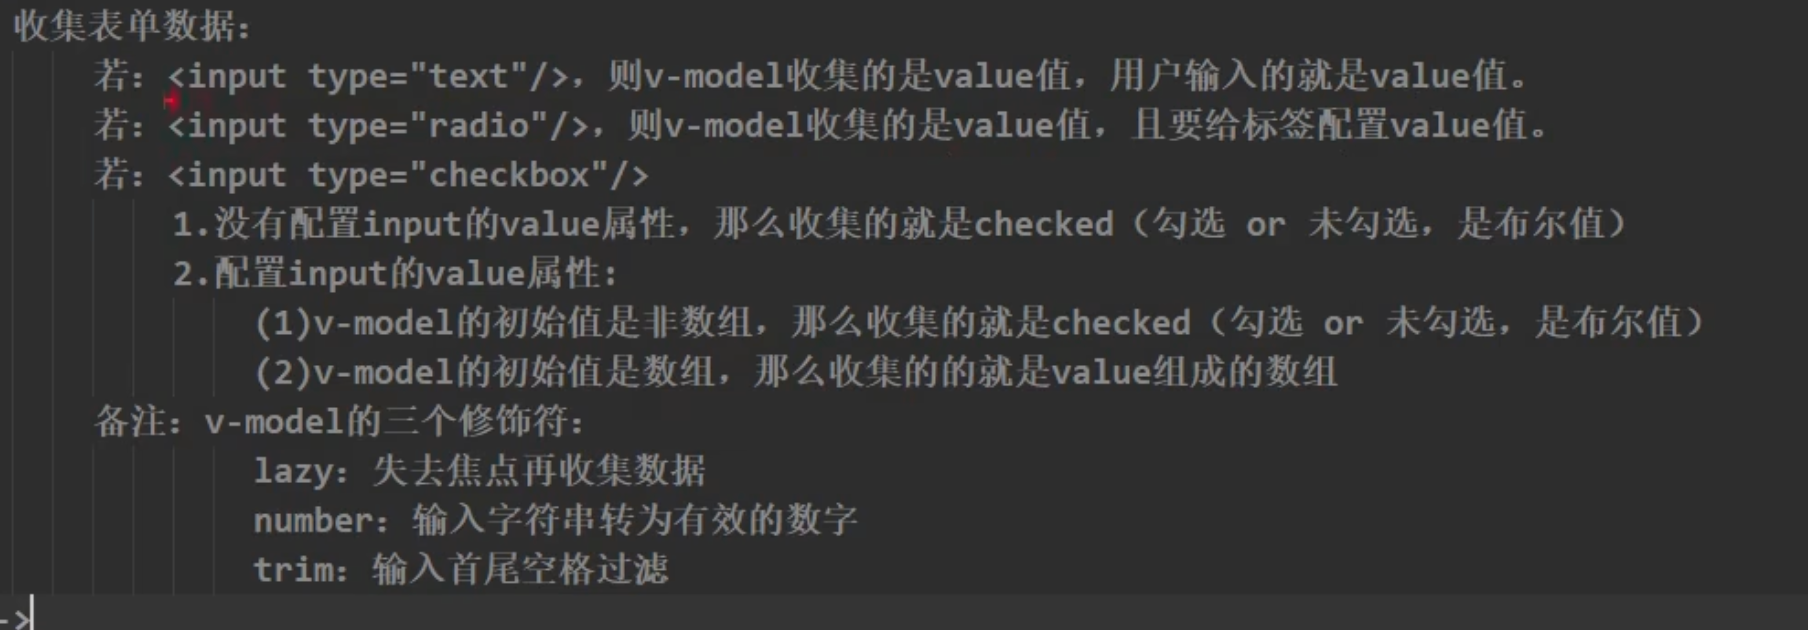 收集表单数据：
若：<input type="text"/>，则v-model收集的是value值，用户输入的就是value值。
若：<input type="radio"/>，则v-model收集的是value值，且要给标签配置value值。
若：<input type="checkbox"/>
1.没有配置input的value属性，那么收集的就是checked（勾选 or 未勾选，是布尔值）
2.配置input的value属性：
(1)v-model的初始值是非数组，那么收集的就是checked（勾选 or 未勾选，是布尔值）
(2)v-model的初始值是数组，那么收集的的就是value组成的数组
备注：v-model的三个修饰符：
lazy：失去焦点再收集数据
number：输入字符串转为有效的数字
trim：输入首尾空格过滤
->